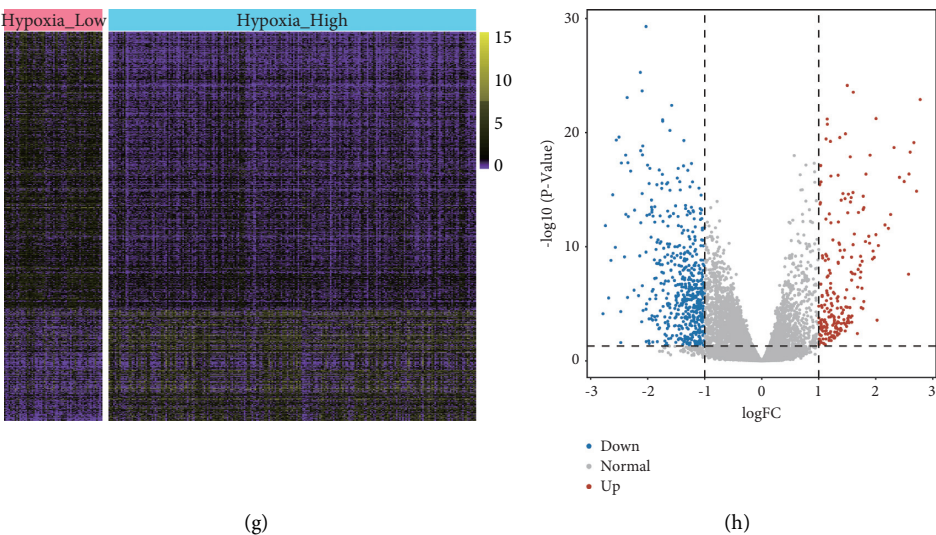 Hypoxia_Low
Hypoxia_High
15
10
5
0
(g)
30
20
10
0
-log10 (P-Value)
-3 -2 -1 0 1 2 3
logFC
Down
Normal
Up
(h)